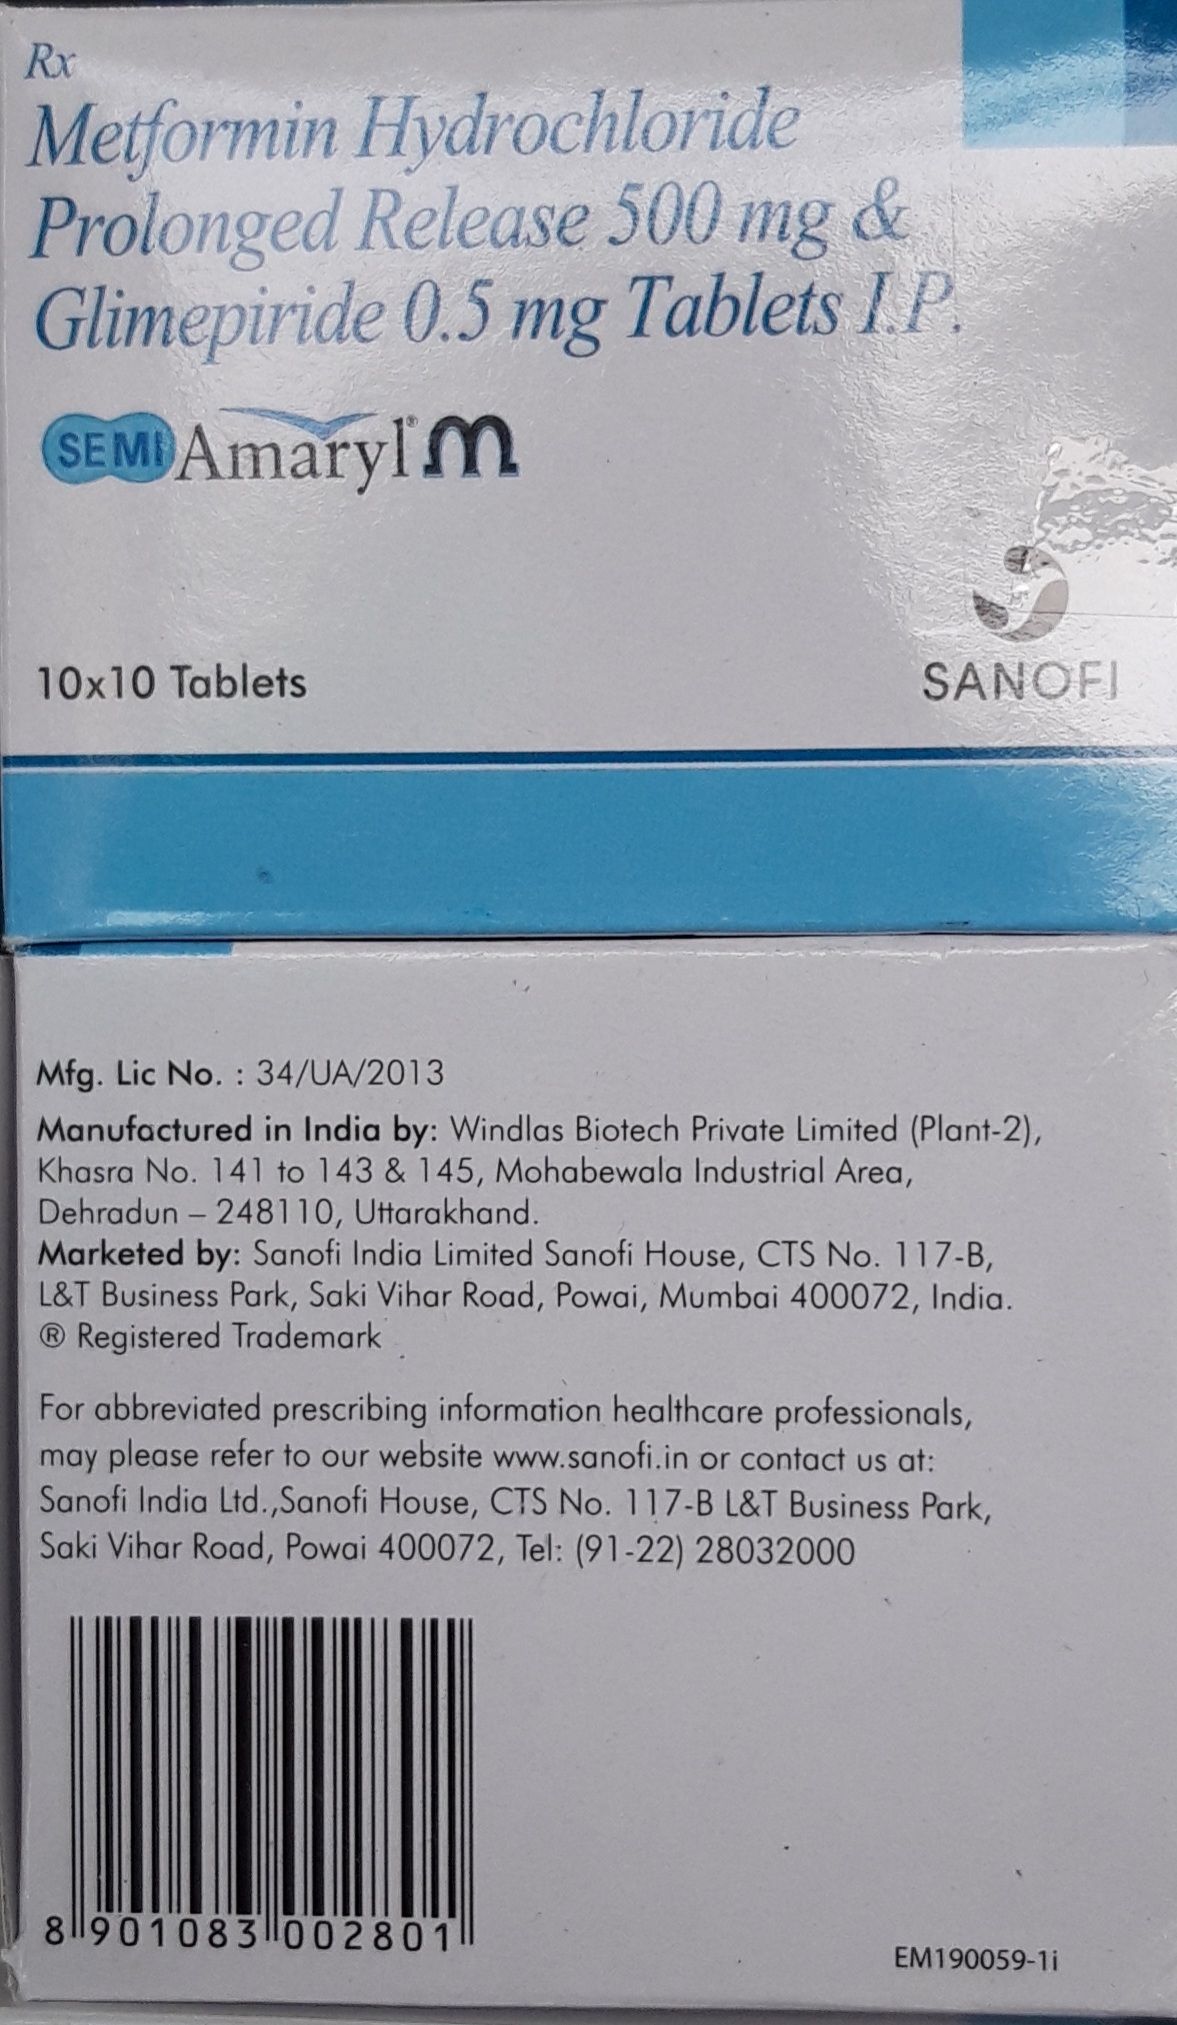 Rx
Metformin Hydrochloride
Prolonged Release 500 mg &
Glimepiride 0.5 mg Tablets I.P.
SEMI Amaryl® m
10x10 Tablets
SANOFI
Mfg. Lic No. : 34/UA/2013
Manufactured in India by: Windlas Biotech Private Limited (Plant-2),
Khasra No. 141 to 143 & 145, Mohabewala Industrial Area,
Dehradun – 248110, Uttarakhand.
Marketed by: Sanofi India Limited Sanofi House, CTS No. 117-B,
L&T Business Park, Saki Vihar Road, Powai, Mumbai 400072, India.
® Registered Trademark
For abbreviated prescribing information healthcare professionals,
may please refer to our website www.sanofi.in or contact us at:
Sanofi India Ltd.,Sanofi House, CTS No. 117-B L&T Business Park,
Saki Vihar Road, Powai 400072, Tel: (91-22) 28032000
8 901083 002801
EM190059-1i